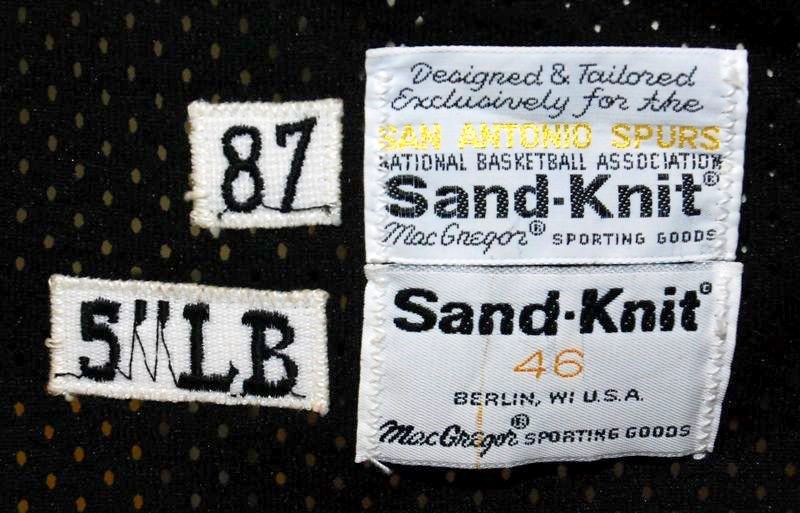 87
5"LB
Designed & Tailored
Exclusively for the
SAN ANTONIO SPURS
NATIONAL BASKETBALL ASSOCIATION
Sand-Knit®
MacGregor® SPORTING GOODS
Sand-Knit®
46
BERLIN, WI U.S.A.
MacGregor® SPORTING GOODS